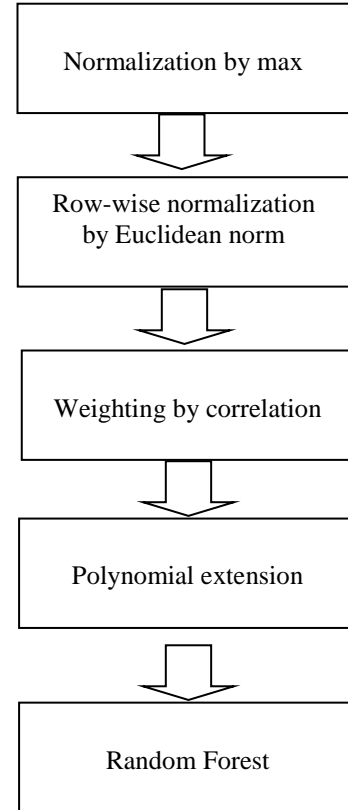 Normalization by max
Row-wise normalization
by Euclidean norm
Weighting by correlation
Polynomial extension
Random Forest